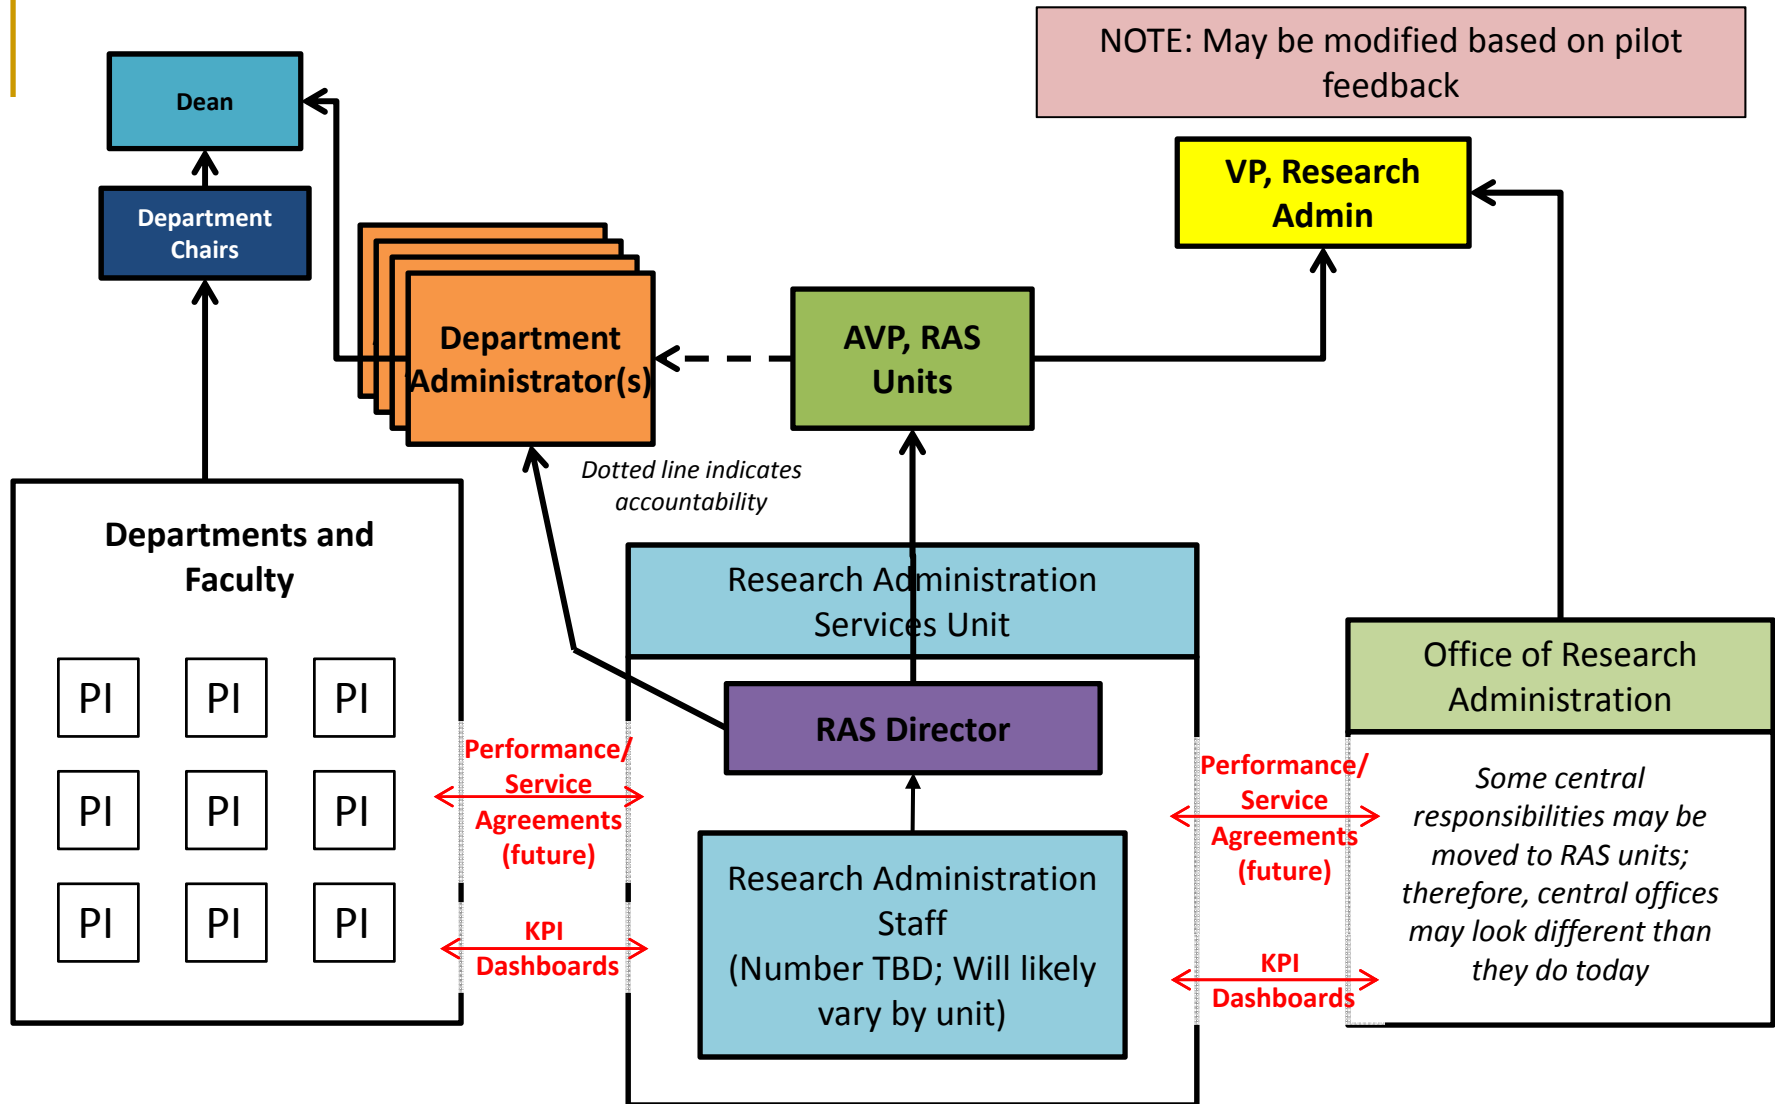 NOTE: May be modified based on pilot
feedback
Dean
VP, Research
Admin
Department
Chairs
Department
Administrator(s)
AVP, RAS
Units
Dotted line indicates
accountability
Departments and
Faculty
PI PI PI
PI PI PI
PI PI PI
Performance/
Service
Agreements
(future)
KPI
Dashboards
Research Administration
Services Unit
RAS Director
Research Administration
Staff
(Number TBD; Will likely
vary by unit)
Performance/
Service
Agreements
(future)
KPI
Dashboards
Office of Research
Administration
Some central
responsibilities may be
moved to RAS units;
therefore, central offices
may look different than
they do today